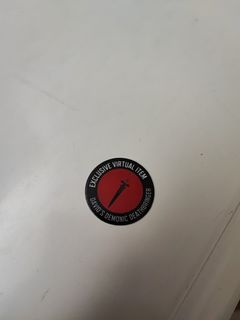 EXCLUSIVE VIRTUAL ITEM
DAVID'S DEMONIC DEATHBRINGER